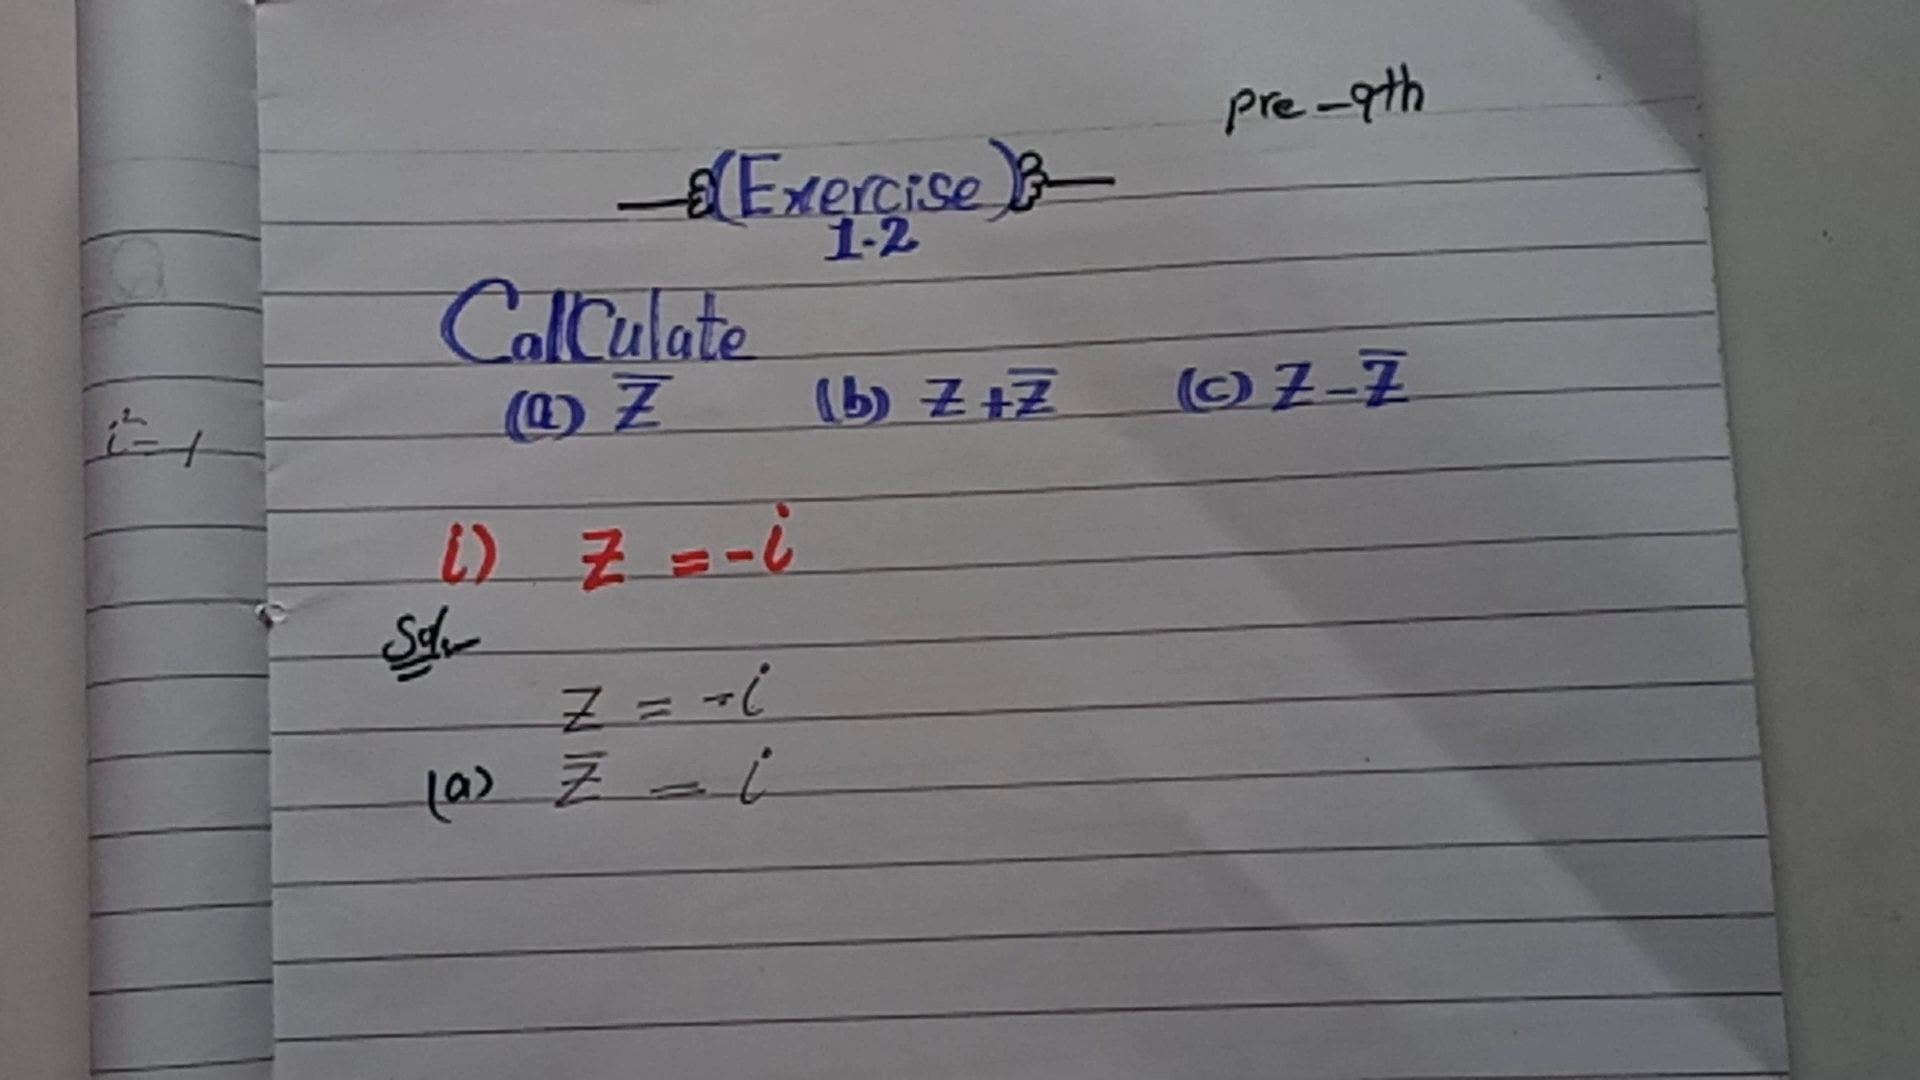 pre-9th
(Exercise)
1.2
Calculate
(a) z̅ (b) z + z̅ (c) z - z̅
i² = -1
i) z = -i
Sol
z = -i
(a) z̅ = i